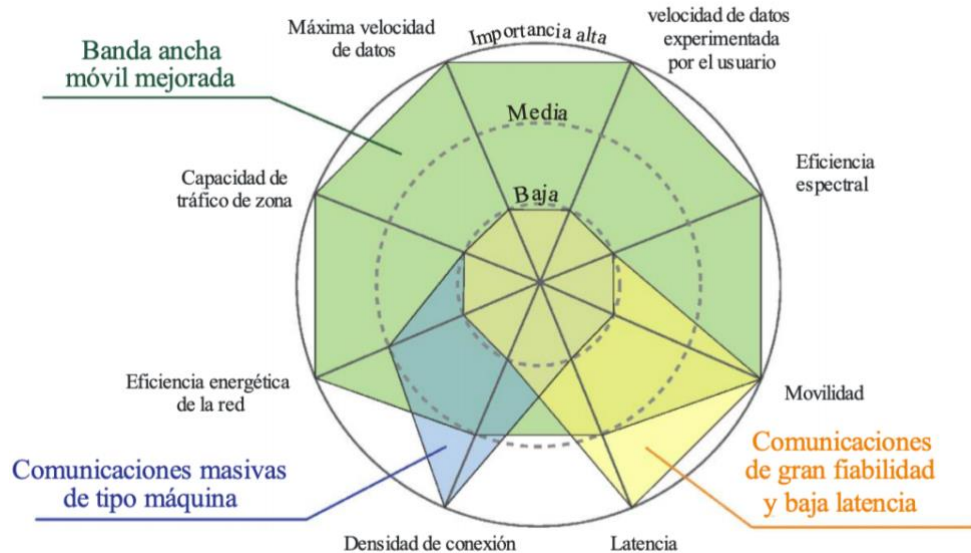 Máxima velocidad
de datos
Importancia alta
velocidad de datos
experimentada
por el usuario
Banda ancha
móvil mejorada
Media
Capacidad de
tráfico de zona
Baja
Eficiencia
espectral
Eficiencia energética
de la red
Movilidad
Comunicaciones masivas
de tipo máquina
Comunicaciones
de gran fiabilidad
y baja latencia
Densidad de conexión
Latencia